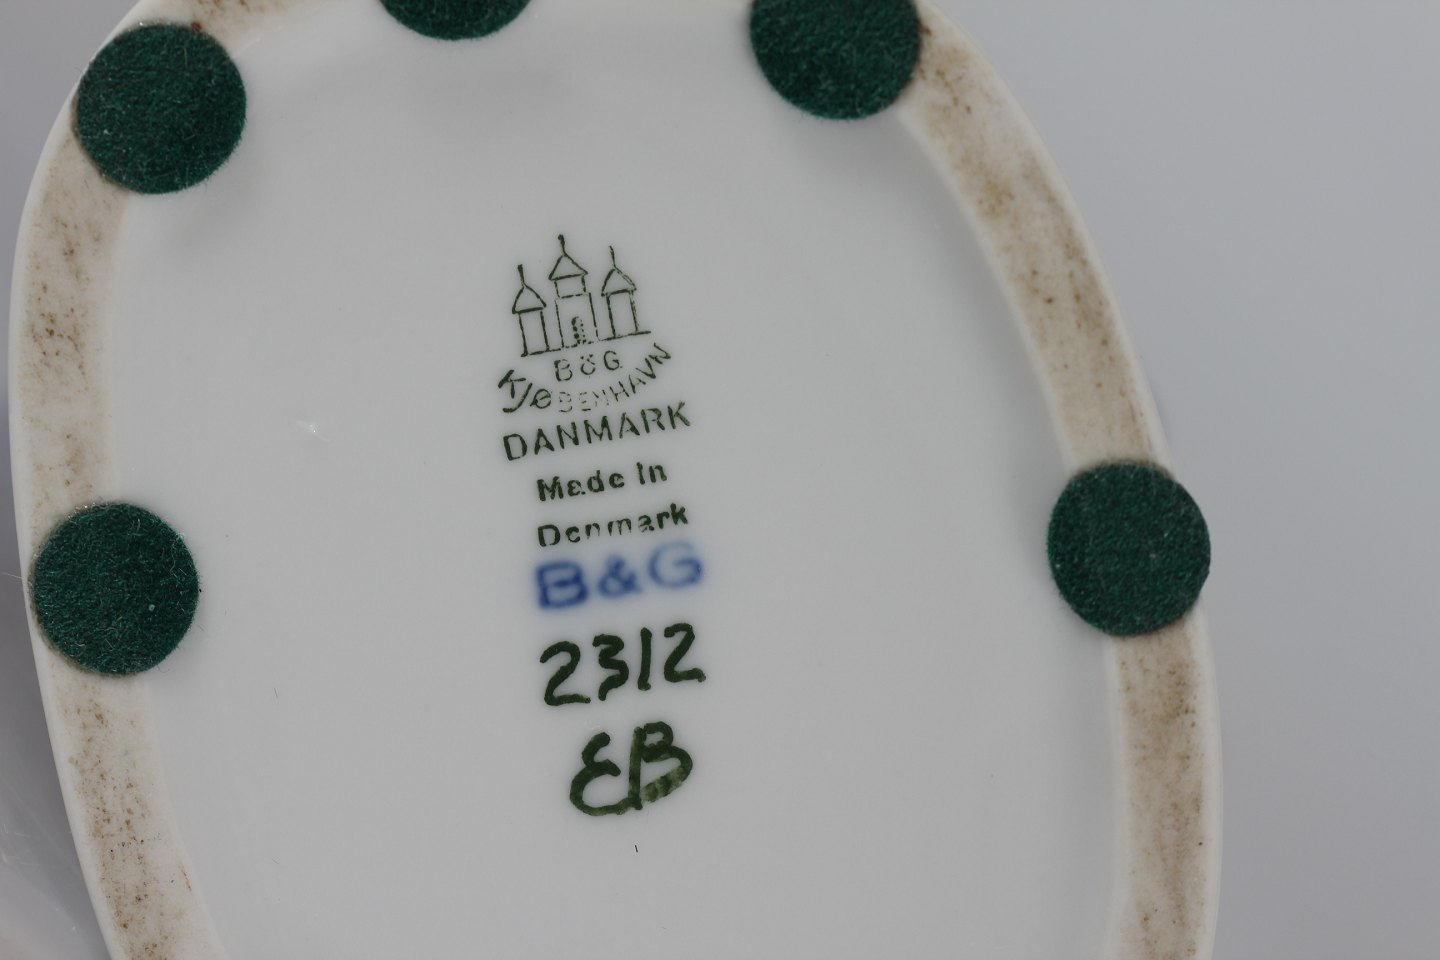 B&G
KJØBENHAVN
DANMARK
Made in
Denmark
B&G
2312
EB